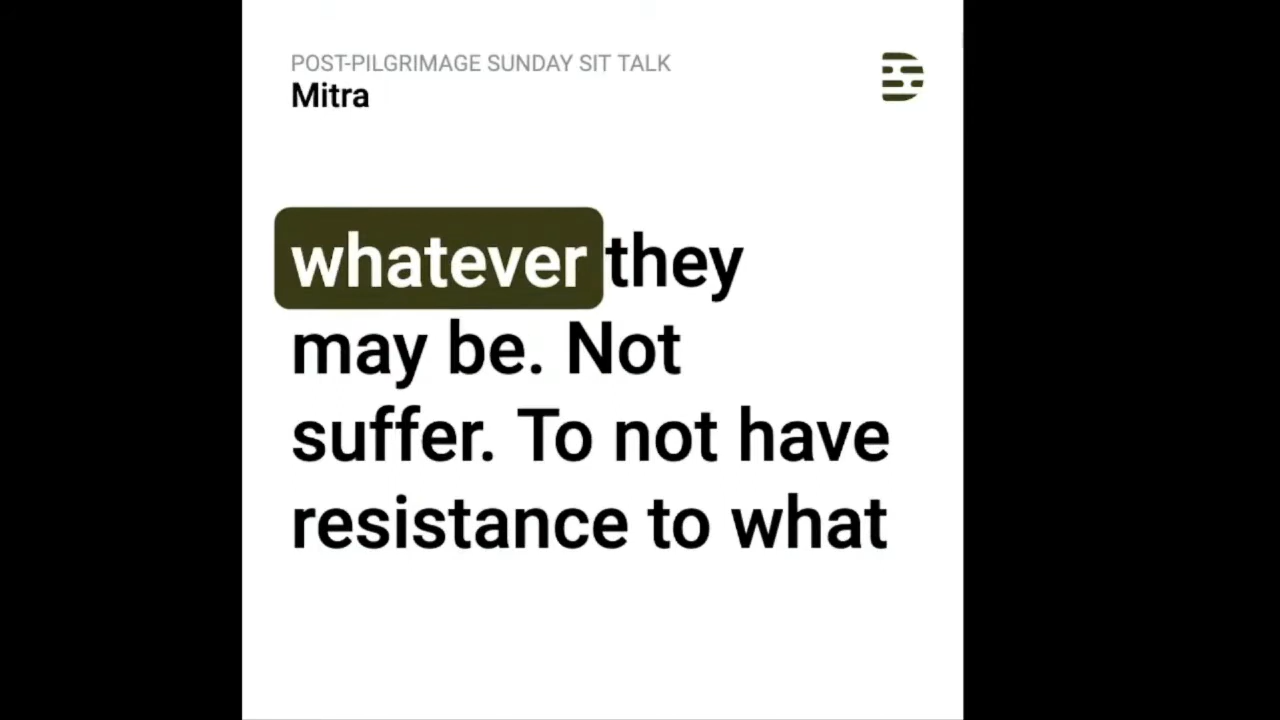 POST-PILGRIMAGE SUNDAY SIT TALK
Mitra
whatever they
may be. Not
suffer. To not have
resistance to what